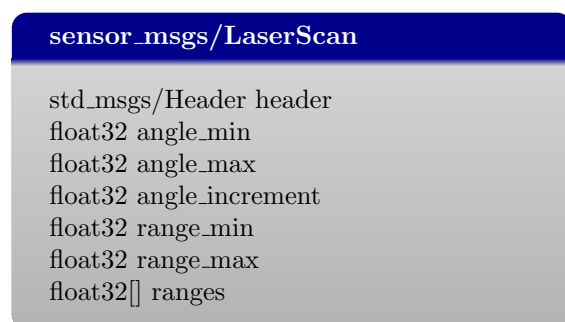 sensor_msgs/LaserScan
std_msgs/Header header
float32 angle_min
float32 angle_max
float32 angle_increment
float32 range_min
float32 range_max
float32[] ranges